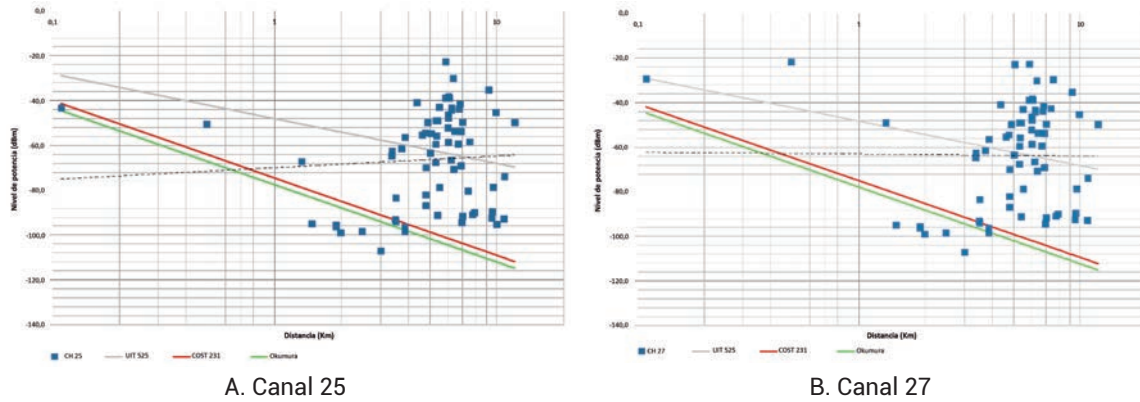 0,1 1 10
0,0
-20,0
-40,0
-60,0
-80,0
-100,0
-120,0
-140,0
Nivel de potencia (dBm)
Distancia (Km)
CH 25 UIT 525 COST 231 Okumura
A. Canal 25
0,1 1 10
0,0
-20,0
-40,0
-60,0
-80,0
-100,0
-120,0
-140,0
Nivel de potencia (dBm)
Distancia (Km)
CH 27 UIT 525 COST 231 Okumura
B. Canal 27